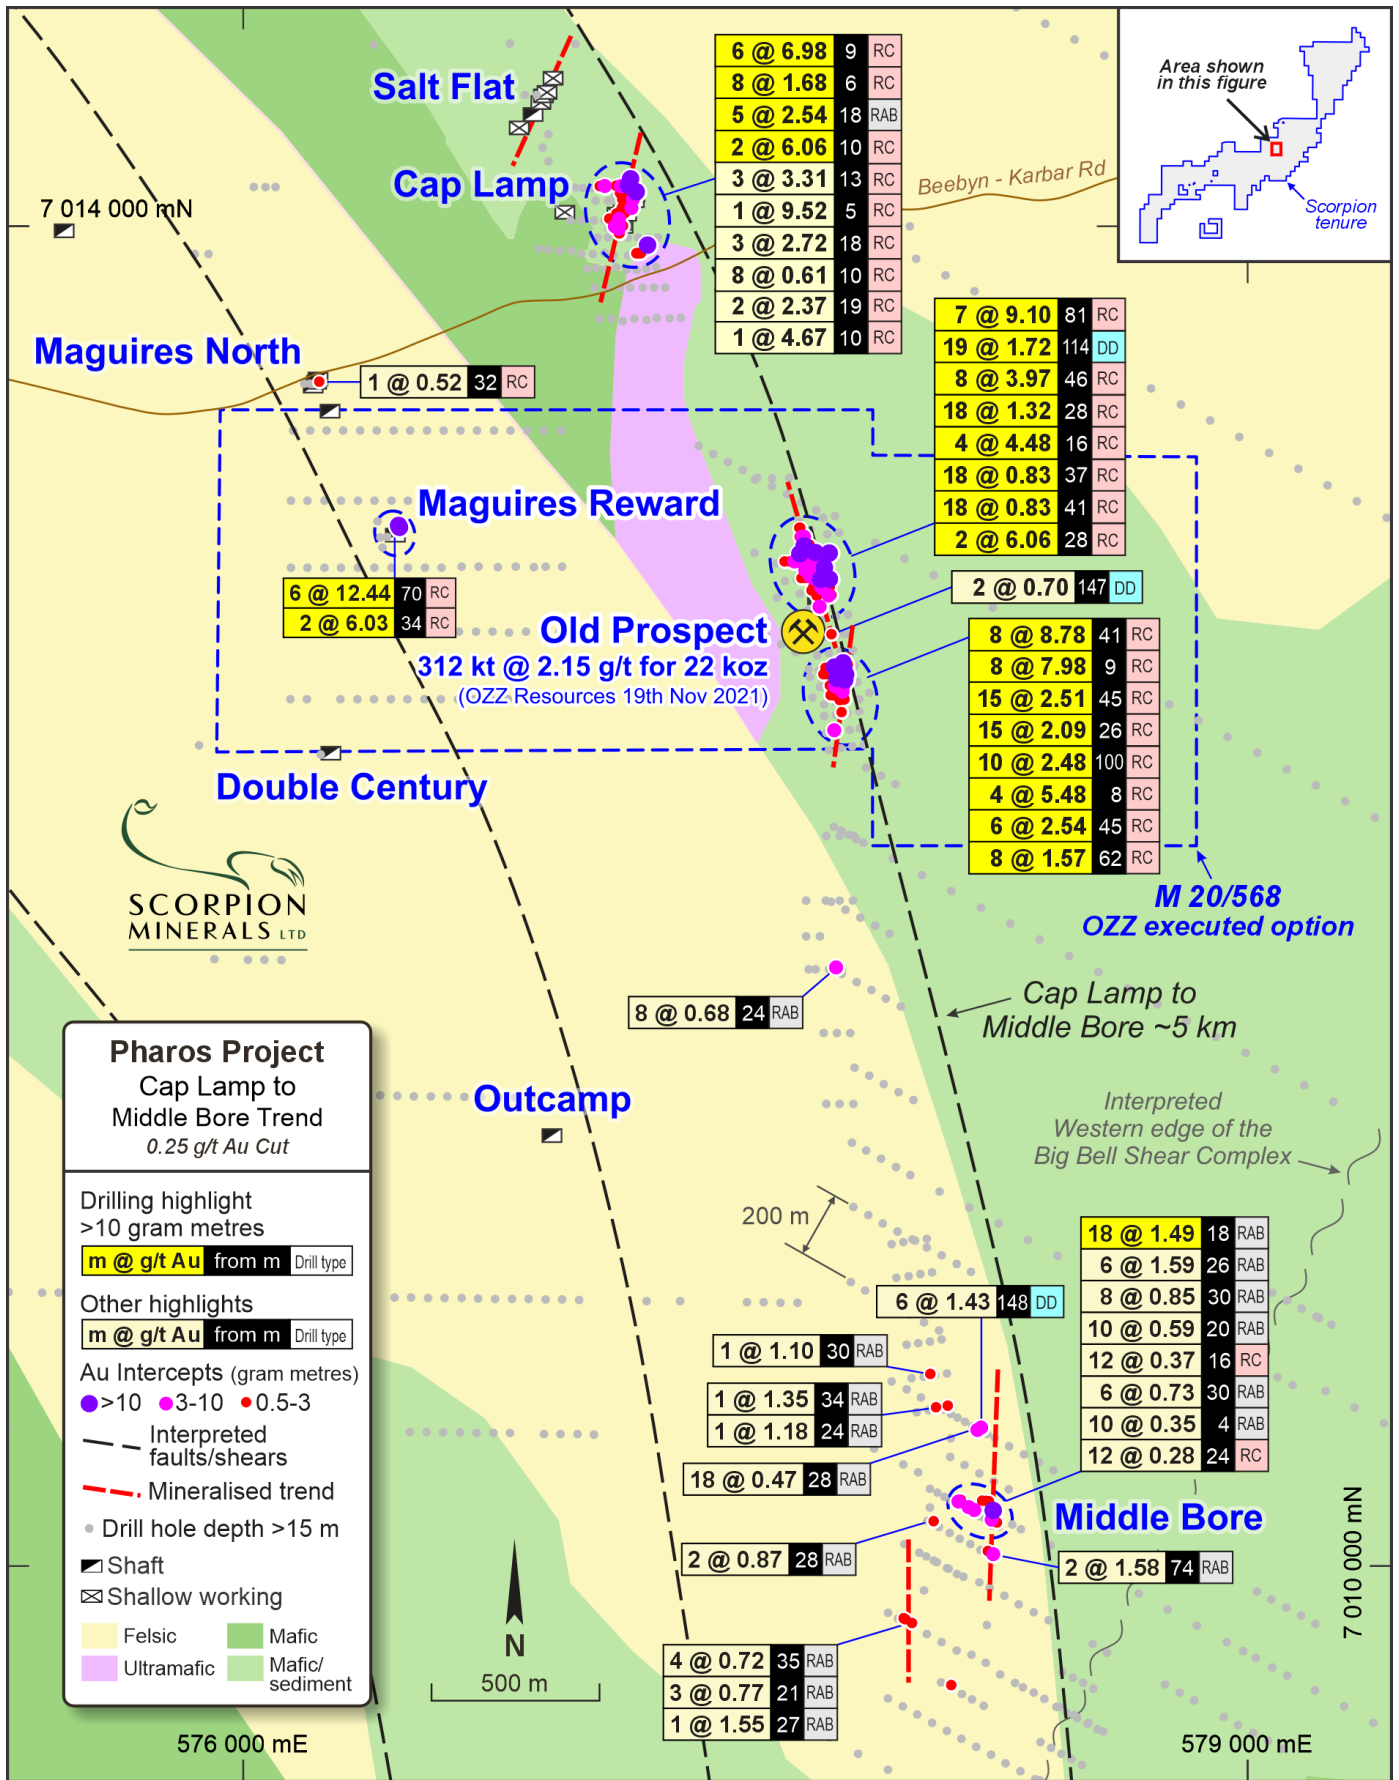 Salt Flat
Cap Lamp
7 014 000 mN
Maguires North
1 @ 0.52 32 RC
6 @ 6.98 9 RC
8 @ 1.68 6 RC
5 @ 2.54 18 RAB
2 @ 6.06 10 RC
3 @ 3.31 13 RC
1 @ 9.52 5 RC
3 @ 2.72 18 RC
8 @ 0.61 10 RC
2 @ 2.37 19 RC
1 @ 4.67 10 RC
Beebyn - Karbar Rd
Area shown
in this figure
Scorpion
tenure
7 @ 9.10 81 RC
19 @ 1.72 114 DD
8 @ 3.97 46 RC
18 @ 1.32 28 RC
4 @ 4.48 16 RC
18 @ 0.83 37 RC
18 @ 0.83 41 RC
2 @ 6.06 28 RC
Maguires Reward
6 @ 12.44 70 RC
2 @ 6.03 34 RC
2 @ 0.70 147 DD
Old Prospect
312 kt @ 2.15 g/t for 22 koz
(OZZ Resources 19th Nov 2021)
8 @ 8.78 41 RC
8 @ 7.98 9 RC
15 @ 2.51 45 RC
15 @ 2.09 26 RC
10 @ 2.48 100 RC
4 @ 5.48 8 RC
6 @ 2.54 45 RC
8 @ 1.57 62 RC
Double Century
SCORPION
MINERALS LTD
M 20/568
OZZ executed option
8 @ 0.68 24 RAB
Cap Lamp to
Middle Bore ~5 km
Outcamp
Interpreted
Western edge of the
Big Bell Shear Complex
200 m
6 @ 1.43 148 DD
1 @ 1.10 30 RAB
1 @ 1.35 34 RAB
1 @ 1.18 24 RAB
18 @ 0.47 28 RAB
2 @ 0.87 28 RAB
18 @ 1.49 18 RAB
6 @ 1.59 26 RAB
8 @ 0.85 30 RAB
10 @ 0.59 20 RAB
12 @ 0.37 16 RC
6 @ 0.73 30 RAB
10 @ 0.35 4 RAB
12 @ 0.28 24 RC
Middle Bore
2 @ 1.58 74 RAB
4 @ 0.72 35 RAB
3 @ 0.77 21 RAB
1 @ 1.55 27 RAB
7 010 000 mN
Pharos Project
Cap Lamp to
Middle Bore Trend
0.25 g/t Au Cut
Drilling highlight
>10 gram metres
m @ g/t Au from m Drill type
Other highlights
m @ g/t Au from m Drill type
Au Intercepts (gram metres)
>10 3-10 0.5-3
Interpreted
faults/shears
Mineralised trend
Drill hole depth >15 m
Shaft
Shallow working
Felsic Mafic
Ultramafic Mafic/
sediment
N
500 m
576 000 mE
579 000 mE